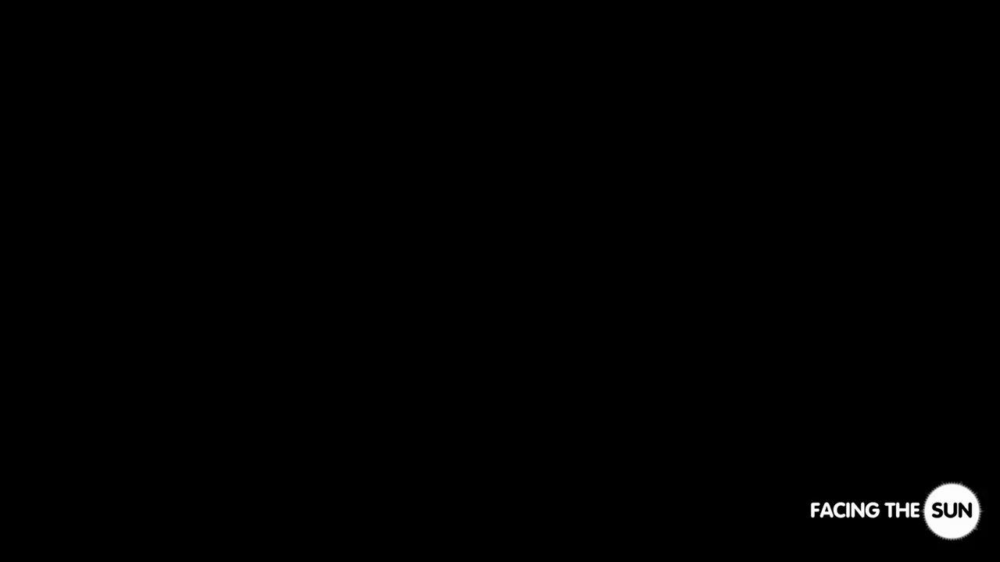 FACING THE SUN